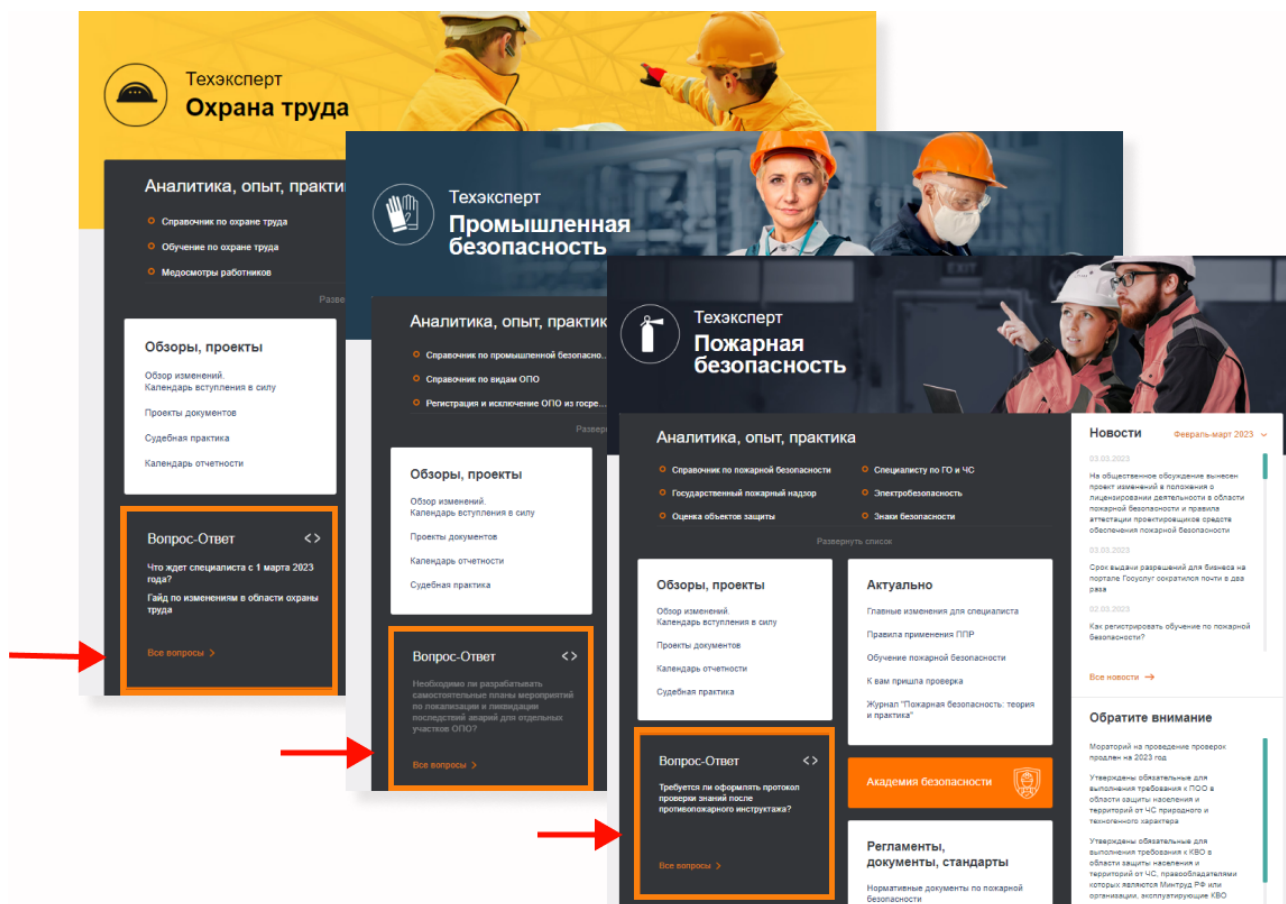 Техэксперт
Охрана труда
Аналитика, опыт, практи
Справочник по охране труда
Обучение по охране труда
Медосмотры работников
Разве
Обзоры, проекты
Обзор изменений.
Календарь вступления в силу
Проекты документов
Судебная практика
Календарь отчетности
Вопрос-Ответ <>
Что ждет специалиста с 1 марта 2023
года?
Гайд по изменениям в области охраны
труда
Все вопросы >
Техэксперт
Промышленная
безопасность
Аналитика, опыт, практик
Справочник по промышленной безопасно...
Справочник по видам ОПО
Регистрация и исключение ОПО из госре...
Развер
Обзоры, проекты
Обзор изменений.
Календарь вступления в силу
Проекты документов
Календарь отчетности
Судебная практика
Вопрос-Ответ <>
Необходимо ли разрабатывать
самостоятельные планы мероприятий
по локализации и ликвидации
последствий аварий для отдельных
участков ОПО?
Все вопросы >
EXIT
Техэксперт
Пожарная
безопасность
Аналитика, опыт, практика
Справочник по пожарной безопасности
Государственный пожарный надзор
Оценка объектов защиты
Специалисту по ГО и ЧС
Электробезопасность
Знаки безопасности
Развернуть список
Обзоры, проекты
Обзор изменений.
Календарь вступления в силу
Проекты документов
Календарь отчетности
Судебная практика
Вопрос-Ответ <>
Требуется ли оформлять протокол
проверки знаний после
противопожарного инструктажа?
Все вопросы >
Актуально
Главные изменения для специалиста
Правила применения ППР
Обучение пожарной безопасности
К вам пришла проверка
Журнал "Пожарная безопасность: теория
и практика"
Академия безопасности
Регламенты,
документы, стандарты
Нормативные документы по пожарной
безопасности
Новости Февраль-март 2023
03.03.2023
На общественное обсуждение вынесен
проект изменений в положения о
лицензировании деятельности в области
пожарной безопасности и правила
аттестации проектировщиков средств
обеспечения пожарной безопасности
03.03.2023
Срок выдачи разрешений для бизнеса на
портале Госуслуг сократился почти в два
раза
02.03.2023
Как регистрировать обучение по пожарной
безопасности?
Все новости →
Обратите внимание
Мораторий на проведение проверок
продлен на 2023 год
Утверждены обязательные для
выполнения требования к ПОО в
области защиты населения и
территорий от ЧС природного и
техногенного характера
Утверждены обязательные для
выполнения требования к КВО в
области защиты населения и
территорий от ЧС, правообладателями
которых являются Минтруд РФ или
организации, эксплуатирующие КВО